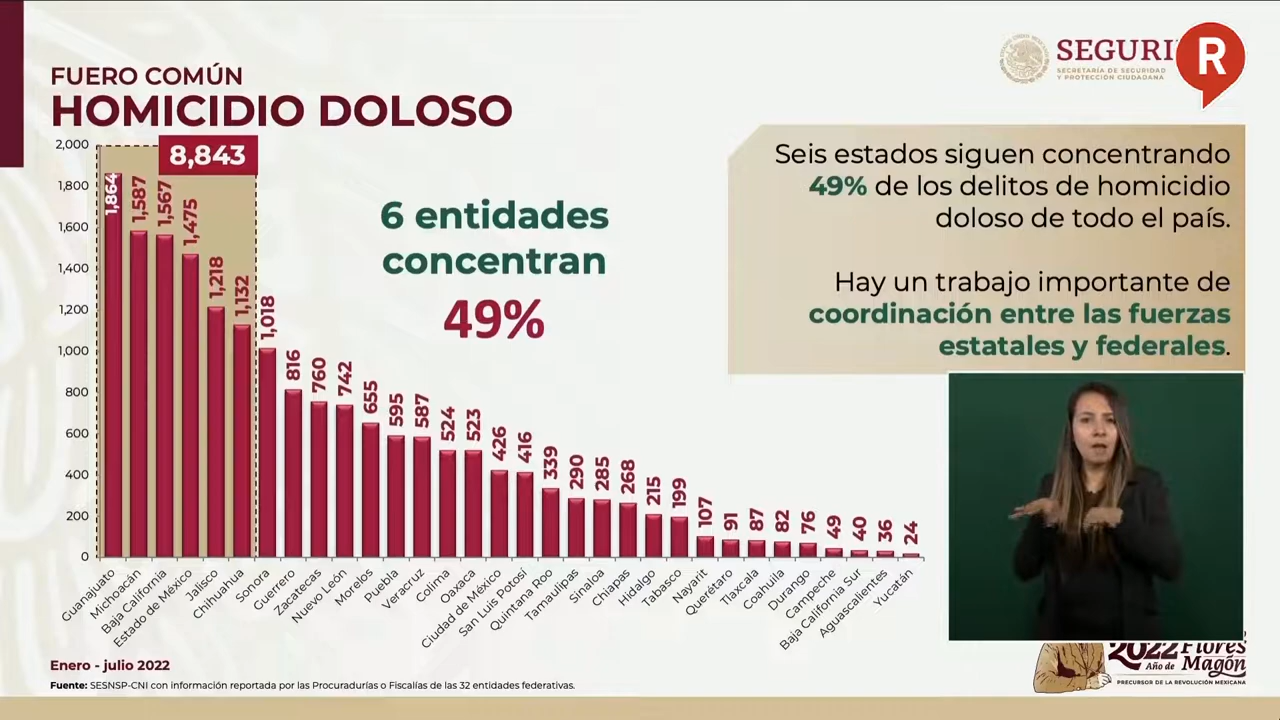 FUERO COMÚN
HOMICIDIO DOLOSO
SEGURI
SECRETARÍA DE SEGURIDAD
Y PROTECCIÓN CIUDADANA
R
2,000
1,800
1,600
1,400
1,200
1,000
800
600
400
200
0
8,843
1,864
1,587
1,567
1,475
1,218
1,132
1,018
816
760
742
655
595
587
524
523
426
416
339
290
285
268
215
199
107
91
87
82
76
49
40
36
24
6 entidades
concentran
49%
Seis estados siguen concentrando
49% de los delitos de homicidio
doloso de todo el país.
Hay un trabajo importante de
coordinación entre las fuerzas
estatales y federales.
Guanajuato
Michoacán
Baja California
Estado de México
Jalisco
Chihuahua
Sonora
Guerrero
Zacatecas
Nuevo León
Morelos
Puebla
Veracruz
Colima
Oaxaca
Ciudad de México
San Luis Potosí
Quintana Roo
Tamaulipas
Sinaloa
Chiapas
Hidalgo
Tabasco
Nayarit
Querétaro
Tlaxcala
Coahuila
Durango
Campeche
Baja California Sur
Aguascalientes
Yucatán
Enero - julio 2022
Fuente: SESNSP-CNI con información reportada por las Procuradurías o Fiscalías de las 32 entidades federativas.
2022 Flores
Año de Magón
PRECURSOR DE LA REVOLUCIÓN MEXICANA